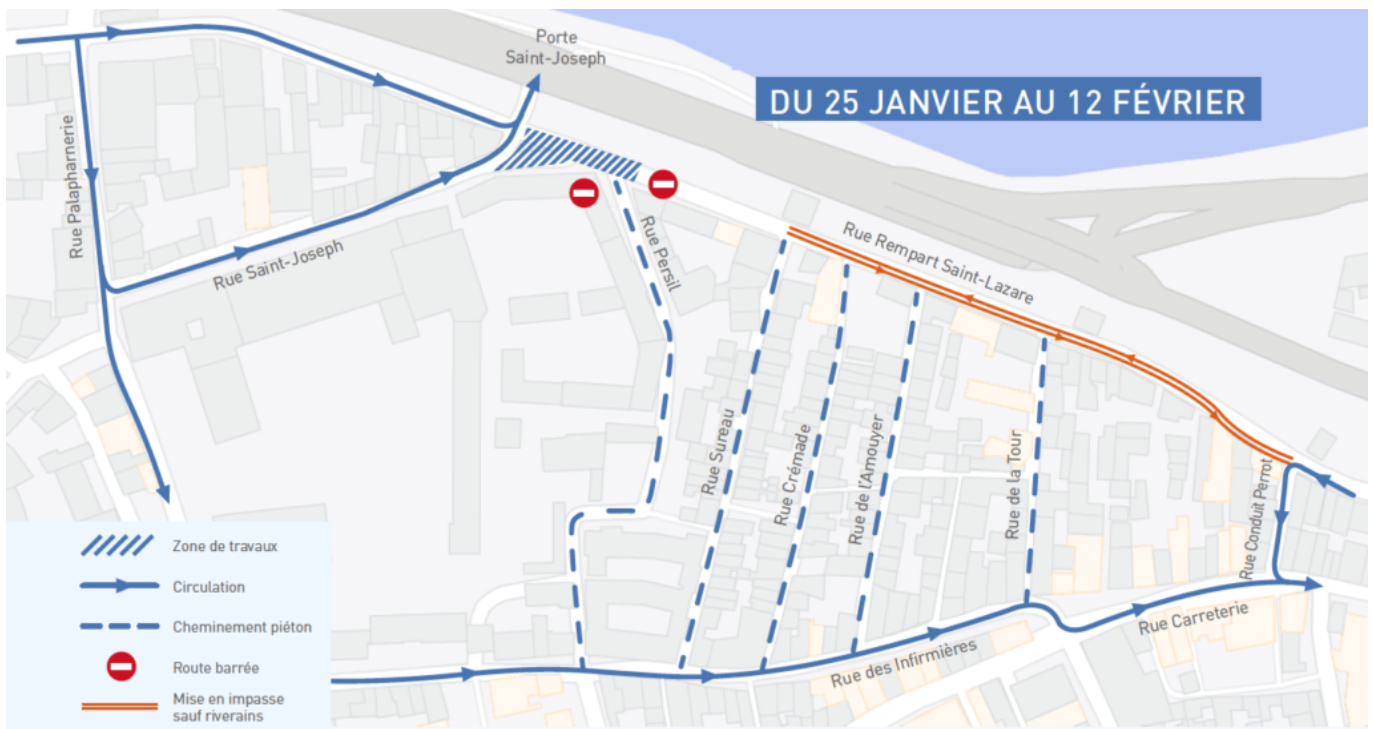 Porte
Saint-Joseph
DU 25 JANVIER AU 12 FÉVRIER
Rue Palapharnerie
Rue Saint-Joseph
Rue Persil
Rue Rempart Saint-Lazare
Rue Sureau
Rue Crémade
Rue de l'Amouyer
Rue de la Tour
Rue Conduit Perrot
Rue Carreterie
Rue des Infirmières
Zone de travaux
Circulation
Cheminement piéton
Route barrée
Mise en impasse
sauf riverains